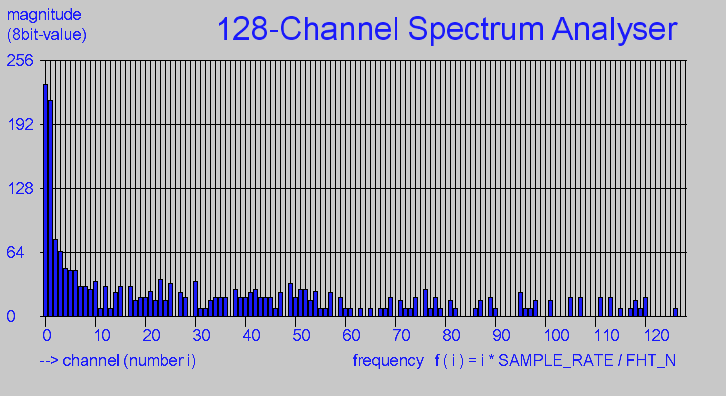 magnitude
(8bit-value)
128-Channel Spectrum Analyser
256
192
128
64
0
0 10 20 30 40 50 60 70 80 90 100 110 120
--> channel (number i)
frequency f ( i ) = i * SAMPLE_RATE / FHT_N